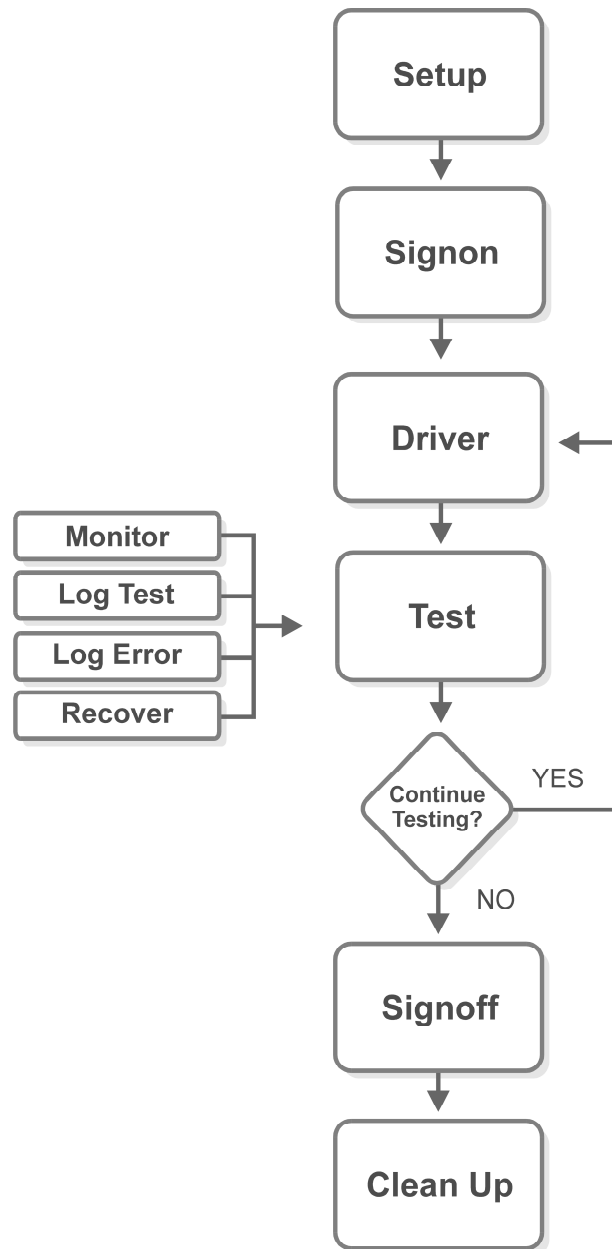 Setup
Signon
Driver
Monitor
Log Test
Log Error
Recover
Test
Continue
Testing?
YES
NO
Signoff
Clean Up